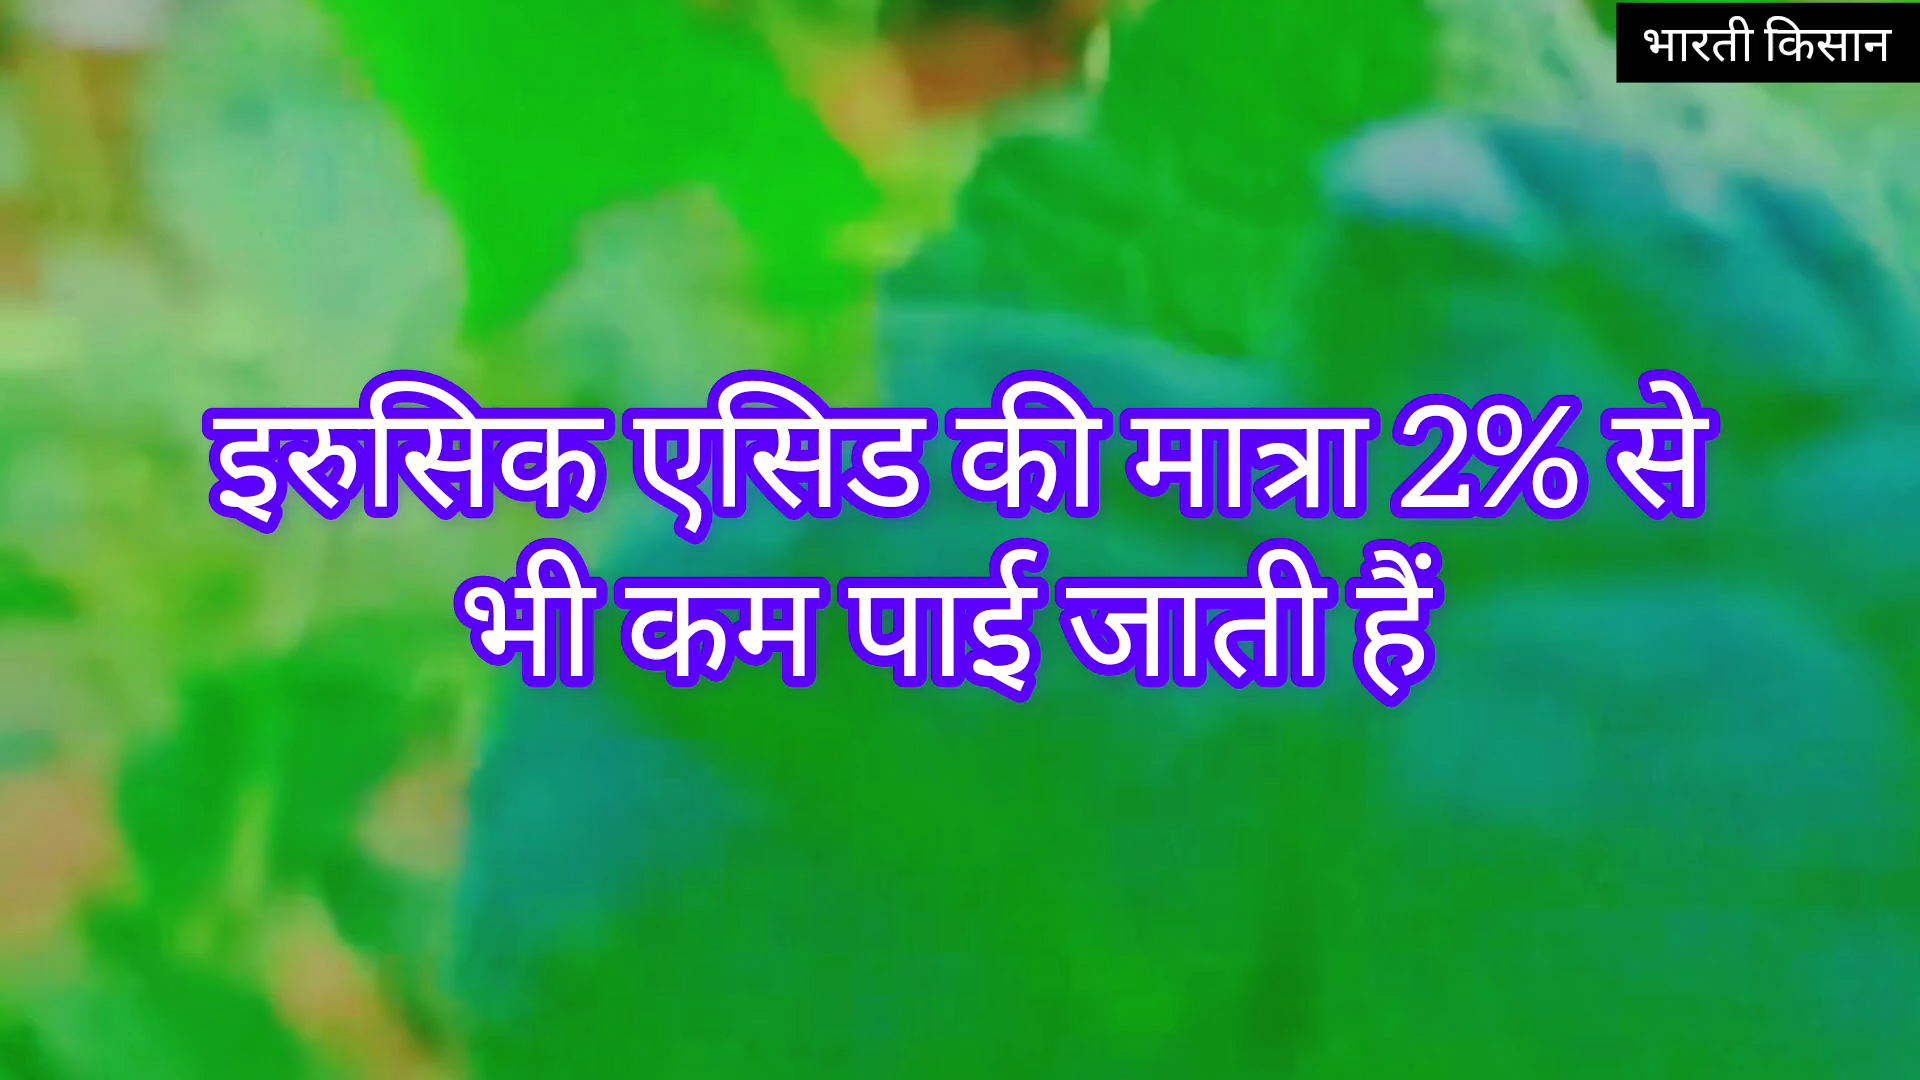 भारती किसान
इरुसिक एसिड की मात्रा 2% से
भी कम पाई जाती हैं